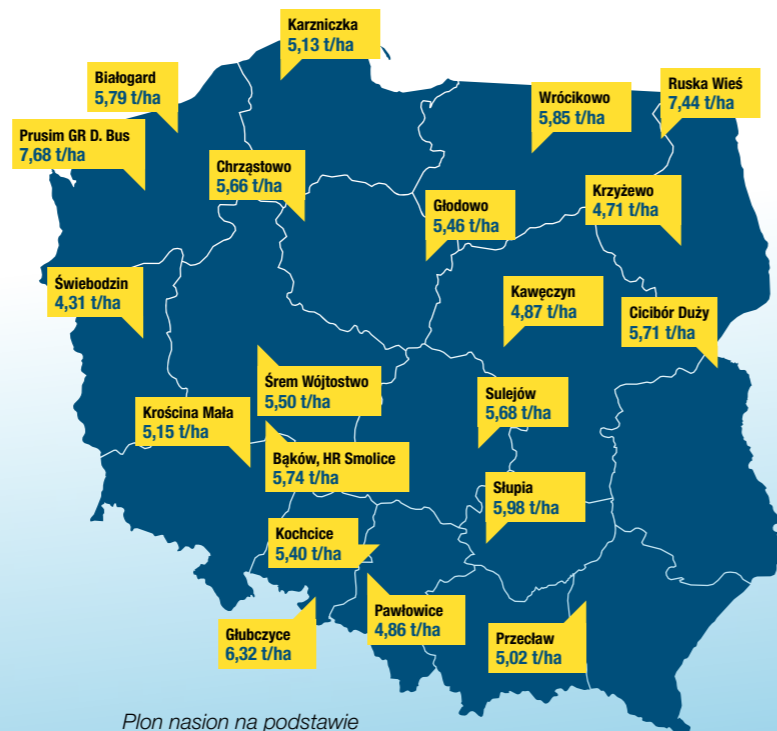 Karzniczka
5,13 t/ha
Białogard
5,79 t/ha
Ruska Wieś
7,44 t/ha
Wrócikowo
5,85 t/ha
Prusim GR D. Bus
7,68 t/ha
Chrząstowo
5,66 t/ha
Krzyżewo
4,71 t/ha
Głodowo
5,46 t/ha
Świebodzin
4,31 t/ha
Kawęczyn
4,87 t/ha
Cicibór Duży
5,71 t/ha
Śrem Wójtostwo
5,50 t/ha
Sulejów
5,68 t/ha
Krościna Mała
5,15 t/ha
Bąków, HR Smolice
5,74 t/ha
Słupia
5,98 t/ha
Kochcice
5,40 t/ha
Pawłowice
4,86 t/ha
Głubczyce
6,32 t/ha
Przecław
5,02 t/ha
Plon nasion na podstawie